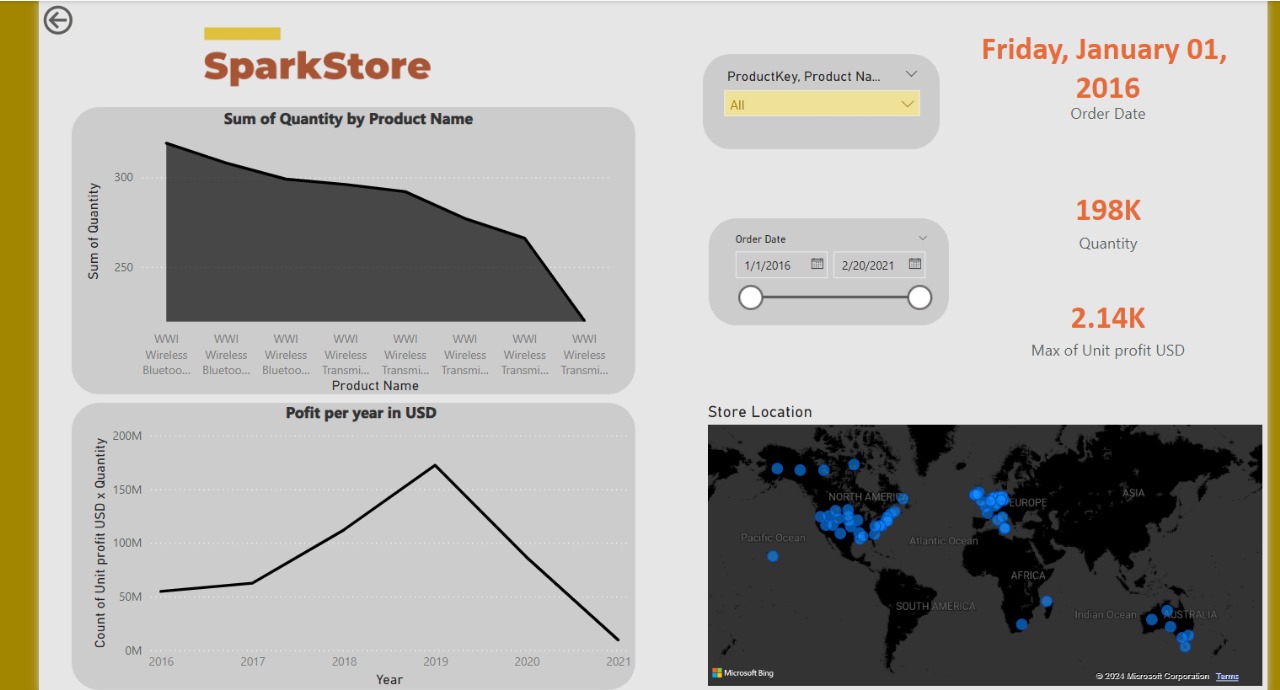 SparkStore
Sum of Quantity by Product Name
Sum of Quantity
300
250
WWI Wireless Bluetoo...
WWI Wireless Bluetoo...
WWI Wireless Bluetoo...
WWI Wireless Transmi...
WWI Wireless Transmi...
WWI Wireless Transmi...
WWI Wireless Transmi...
WWI Wireless Transmi...
Product Name
Pofit per year in USD
Count of Unit profit USD x Quantity
200M
150M
100M
50M
0M
2016 2017 2018 2019 2020 2021
Year
ProductKey, Product Na...
All
Order Date
1/1/2016 2/20/2021
Friday, January 01,
2016
Order Date
198K
Quantity
2.14K
Max of Unit profit USD
Store Location
NORTH AMERI
EUROPE
ASIA
Pacific Ocean
Atlantic Ocean
AFRICA
SOUTH AMERICA
Indian Ocean
AUSTRALIA
Microsoft Bing
© 2024 Microsoft Corporation Terms